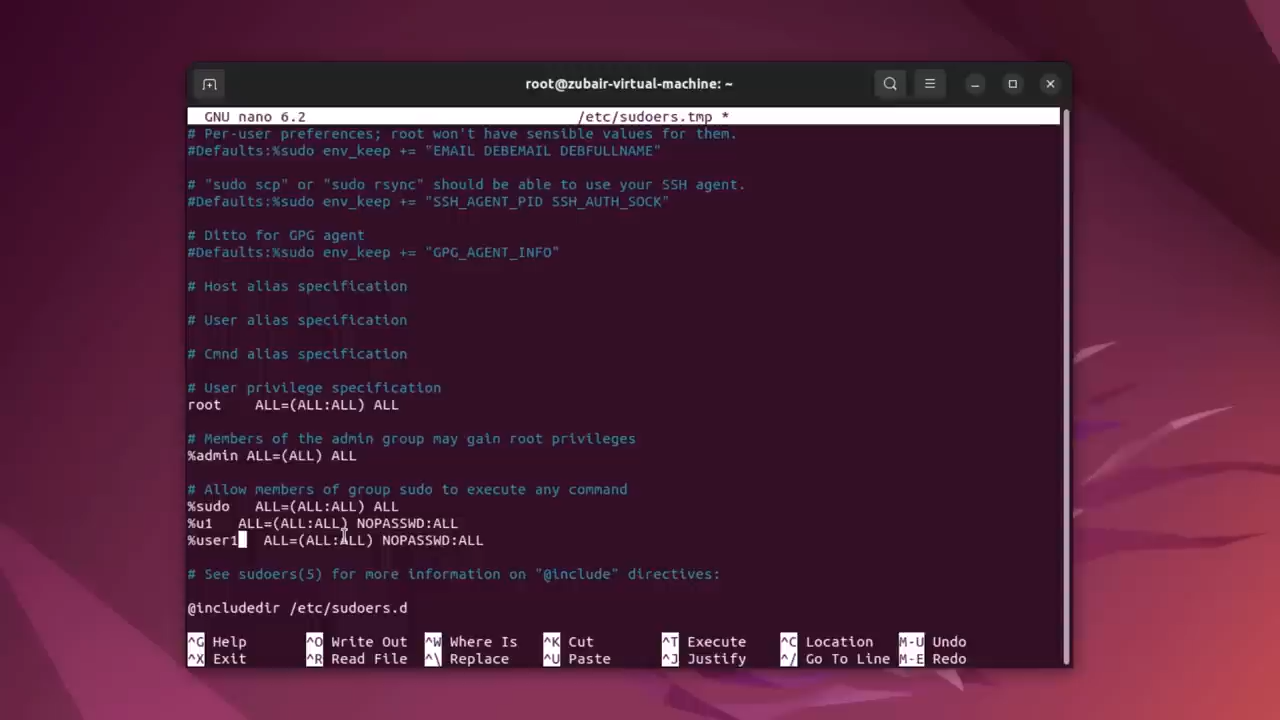 root@zubair-virtual-machine: ~
GNU nano 6.2 /etc/sudoers.tmp *
# Per-user preferences; root won't have sensible values for them.
#Defaults:%sudo env_keep += "EMAIL DEBEMAIL DEBFULLNAME"
# "sudo scp" or "sudo rsync" should be able to use your SSH agent.
#Defaults:%sudo env_keep += "SSH_AGENT_PID SSH_AUTH_SOCK"
# Ditto for GPG agent
#Defaults:%sudo env_keep += "GPG_AGENT_INFO"
# Host alias specification
# User alias specification
# Cmnd alias specification
# User privilege specification
root    ALL=(ALL:ALL) ALL
# Members of the admin group may gain root privileges
%admin ALL=(ALL) ALL
# Allow members of group sudo to execute any command
%sudo   ALL=(ALL:ALL) ALL
%u1   ALL=(ALL:ALL) NOPASSWD:ALL
%user1   ALL=(ALL:ALL) NOPASSWD:ALL
# See sudoers(5) for more information on "@include" directives:
@includedir /etc/sudoers.d
^G Help ^O Write Out ^W Where Is ^K Cut ^T Execute ^C Location M-U Undo
^X Exit ^R Read File ^\ Replace ^U Paste ^J Justify ^/ Go To Line M-E Redo